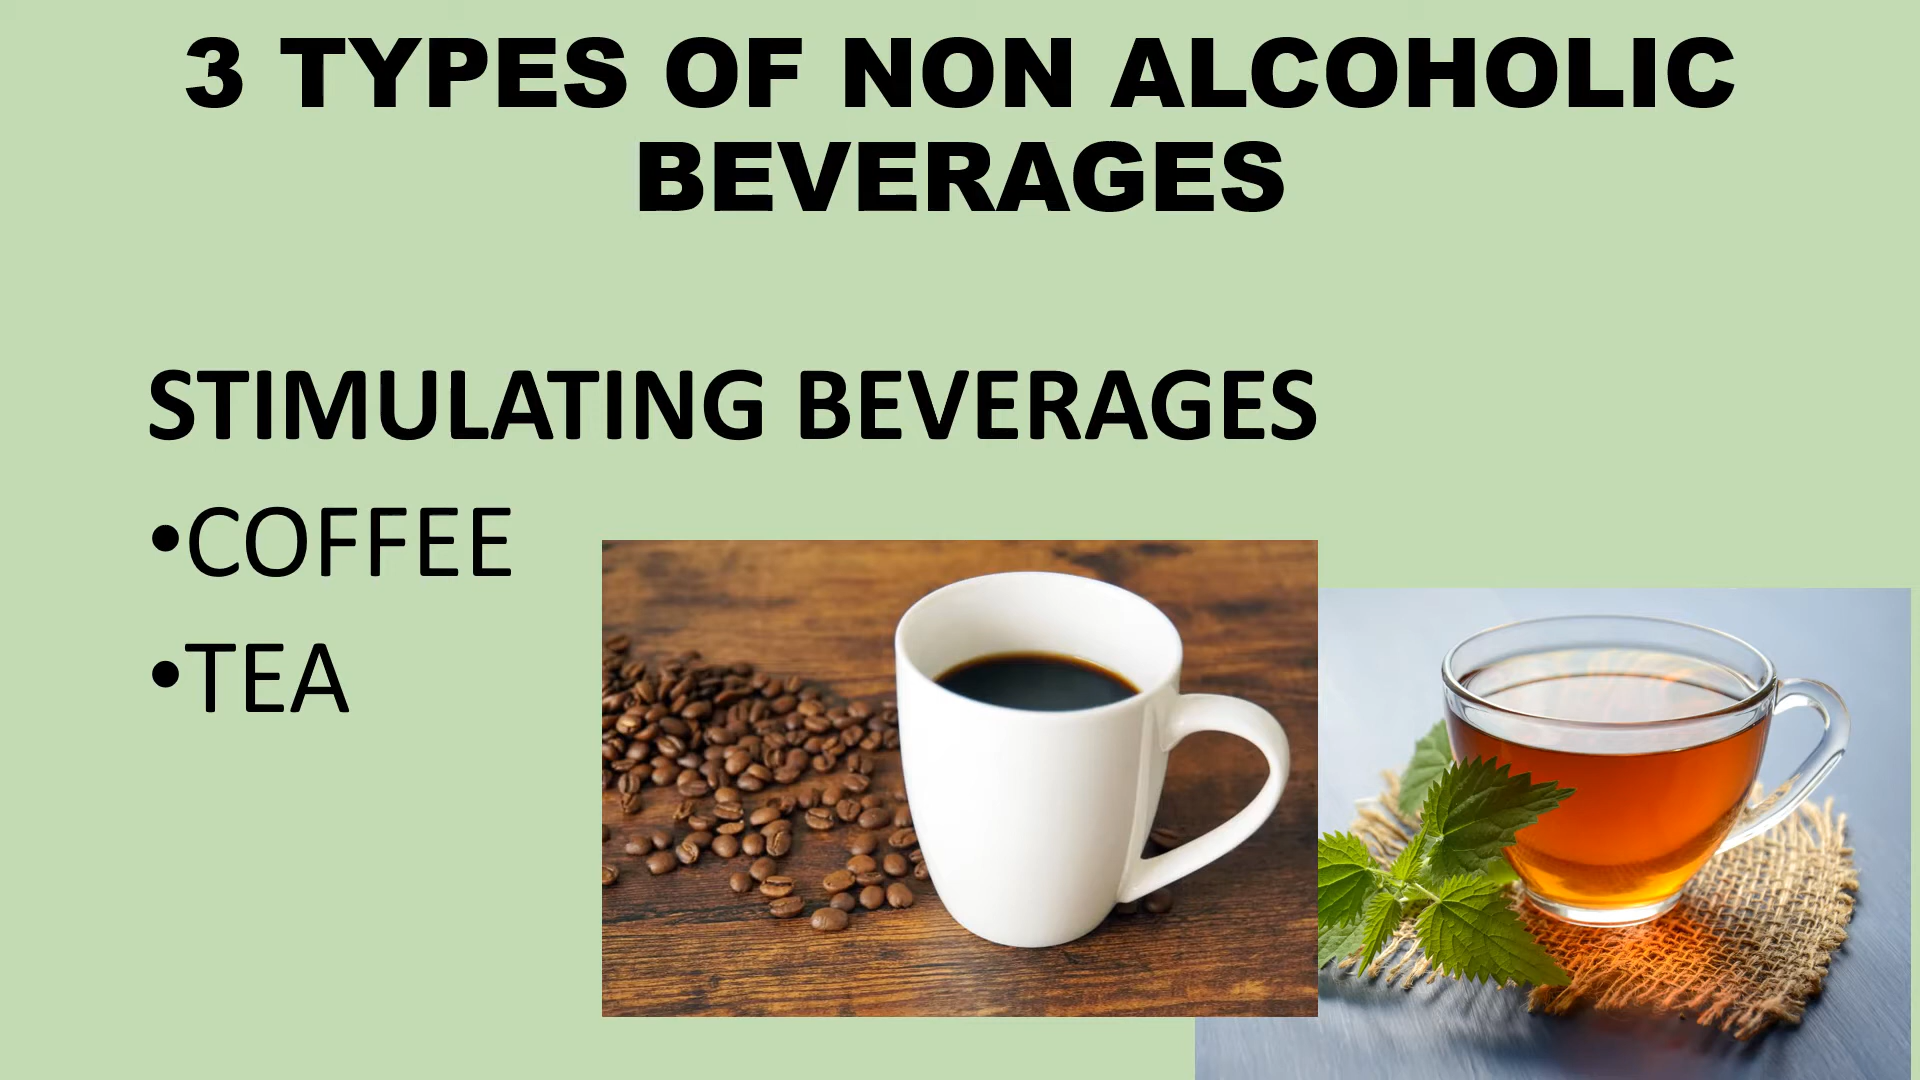 3 TYPES OF NON ALCOHOLIC
BEVERAGES
STIMULATING BEVERAGES
•COFFEE
•TEA